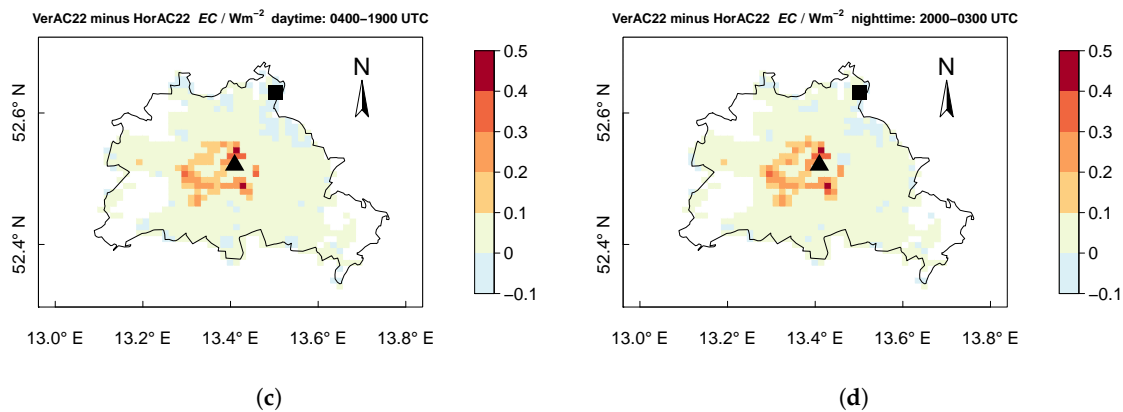 VerAC22 minus HorAC22 EC / Wm⁻² daytime: 0400–1900 UTC
VerAC22 minus HorAC22 EC / Wm⁻² nighttime: 2000–0300 UTC
N
52.6° N
52.4° N
13.0° E 13.2° E 13.4° E 13.6° E 13.8° E
0.5
0.4
0.3
0.2
0.1
0
−0.1
(c)
N
52.6° N
52.4° N
13.0° E 13.2° E 13.4° E 13.6° E 13.8° E
0.5
0.4
0.3
0.2
0.1
0
−0.1
(d)